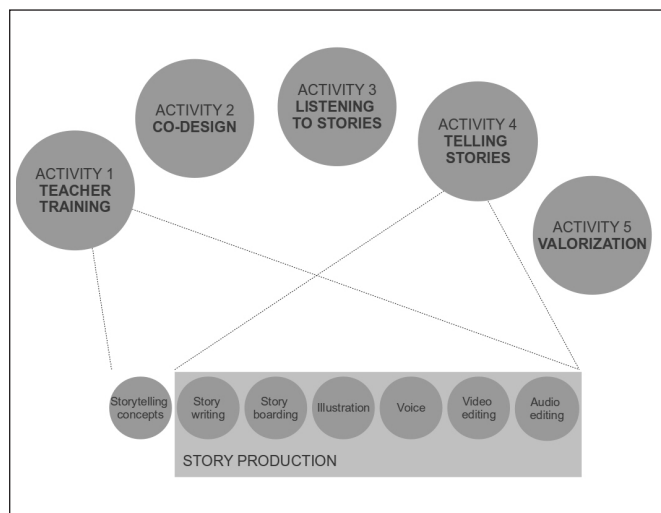 ACTIVITY 1
TEACHER
TRAINING
ACTIVITY 2
CO-DESIGN
ACTIVITY 3
LISTENING
TO STORIES
ACTIVITY 4
TELLING
STORIES
ACTIVITY 5
VALORIZATION
Storytelling
concepts
Story
writing
Story
boarding
Illustration
Voice
Video
editing
Audio
editing
STORY PRODUCTION